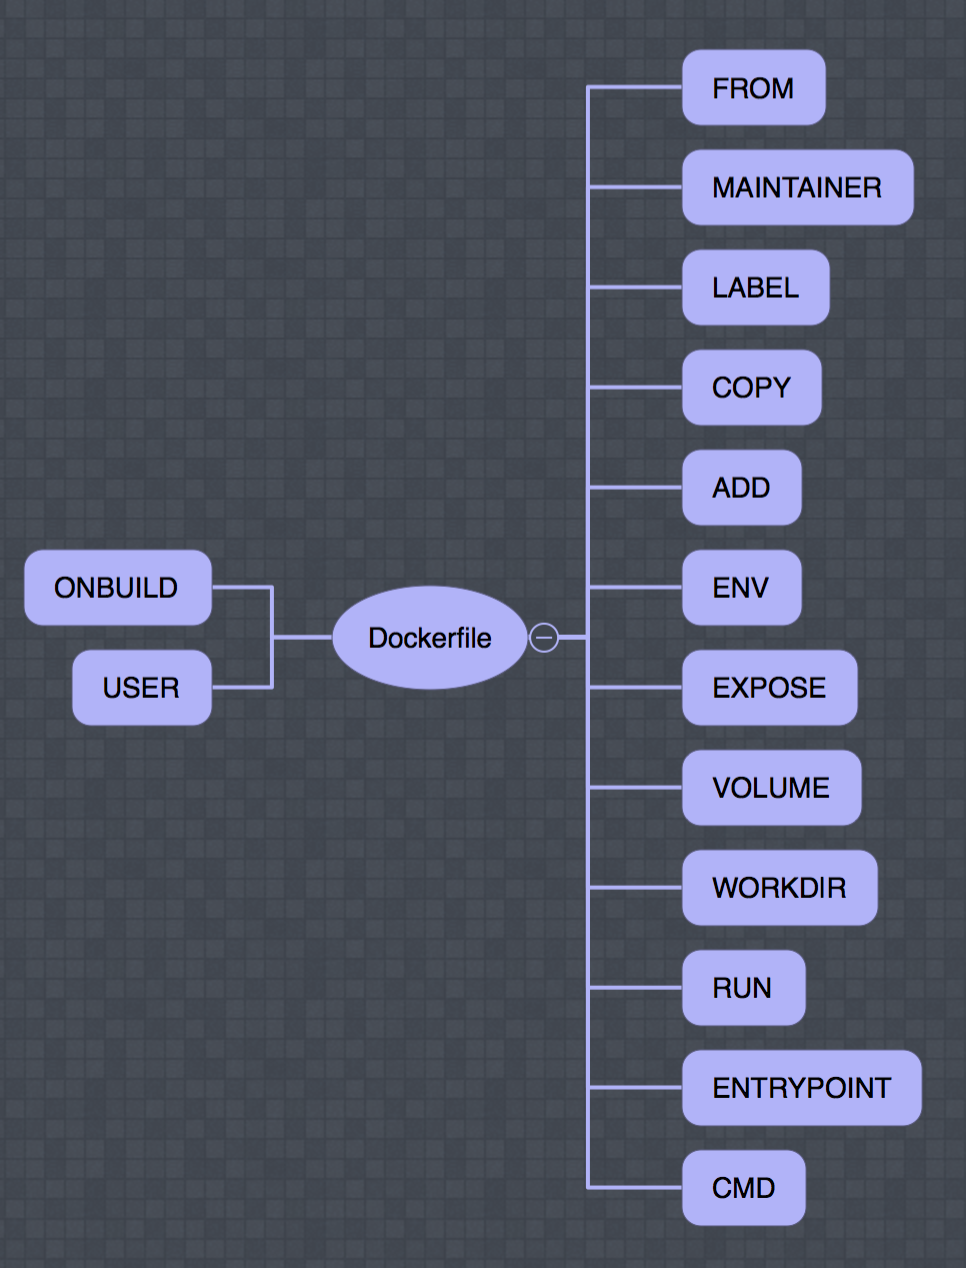 FROM
MAINTAINER
LABEL
COPY
ADD
ONBUILD
ENV
Dockerfile
USER
EXPOSE
VOLUME
WORKDIR
RUN
ENTRYPOINT
CMD